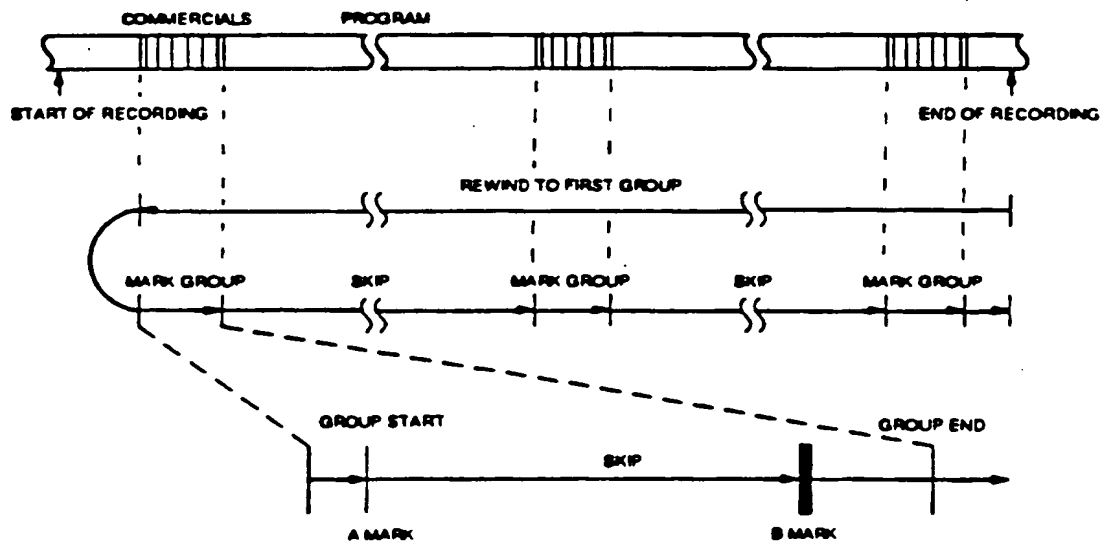 COMMERCIALS PROGRAM
START OF RECORDING END OF RECORDING
REWIND TO FIRST GROUP
MARK GROUP SKIP MARK GROUP SKIP MARK GROUP
GROUP START GROUP END
SKIP
A MARK B MARK